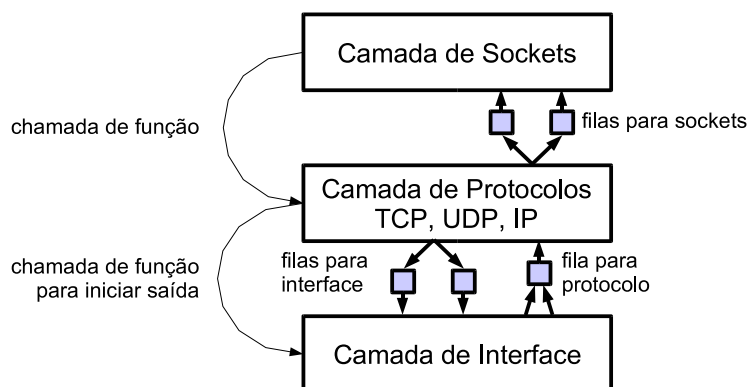 Camada de Sockets
chamada de função
filas para sockets
Camada de Protocolos
TCP, UDP, IP
chamada de função
para iniciar saída
filas para
interface
fila para
protocolo
Camada de Interface